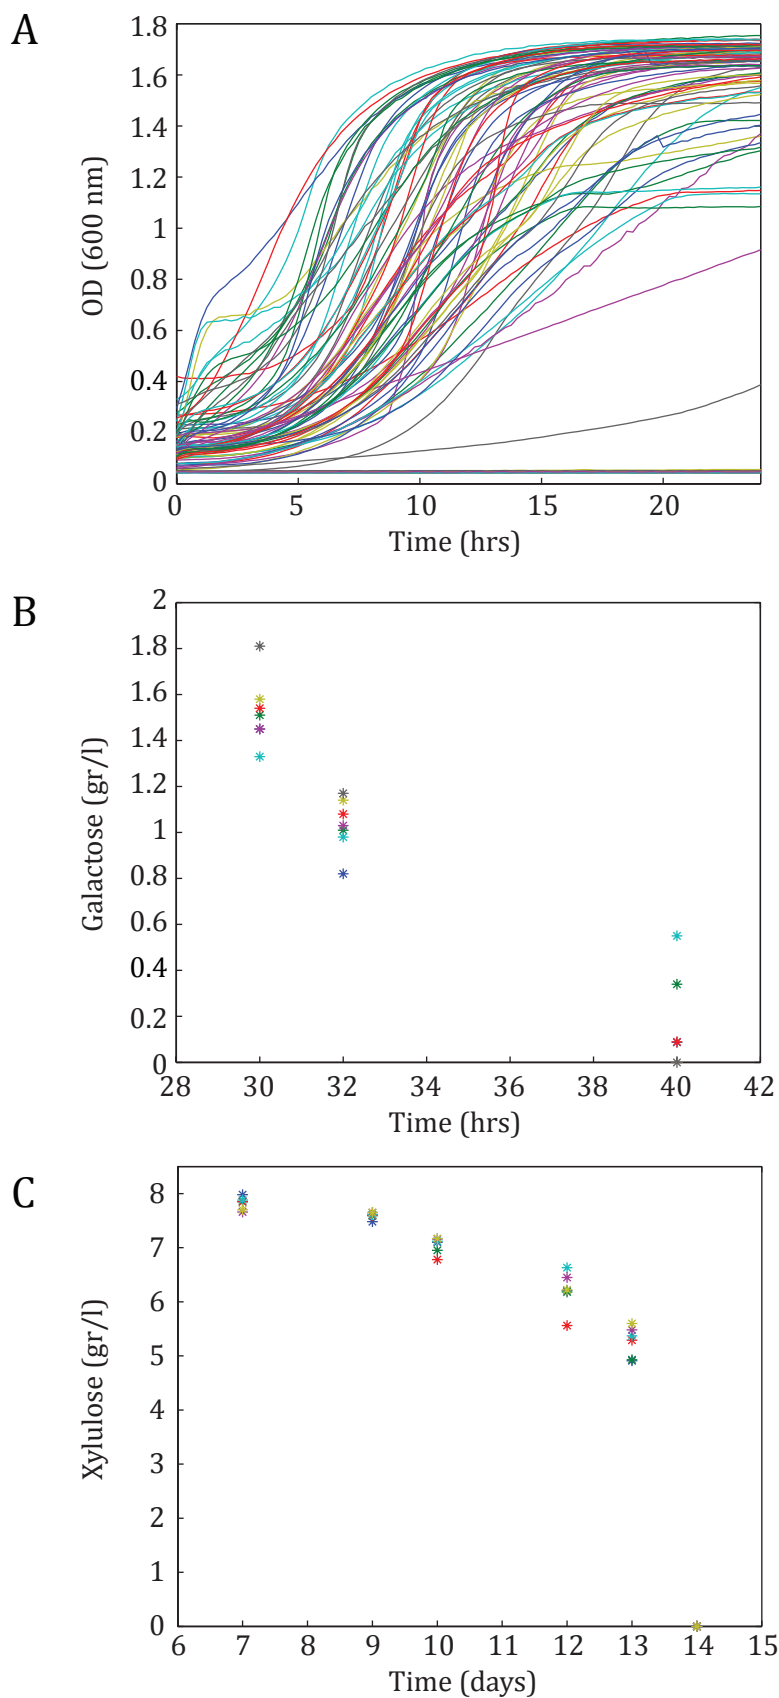 A
1.8
1.6
1.4
1.2
1
0.8
0.6
0.4
0.2
0
OD (600 nm)
0 5 10 15 20
Time (hrs)
B
2
1.8
1.6
1.4
1.2
1
0.8
0.6
0.4
0.2
0
Galactose (gr/l)
28 30 32 34 36 38 40 42
Time (hrs)
C
8
7
6
5
4
3
2
1
0
Xylulose (gr/l)
6 7 8 9 10 12 13 14 15
Time (days)